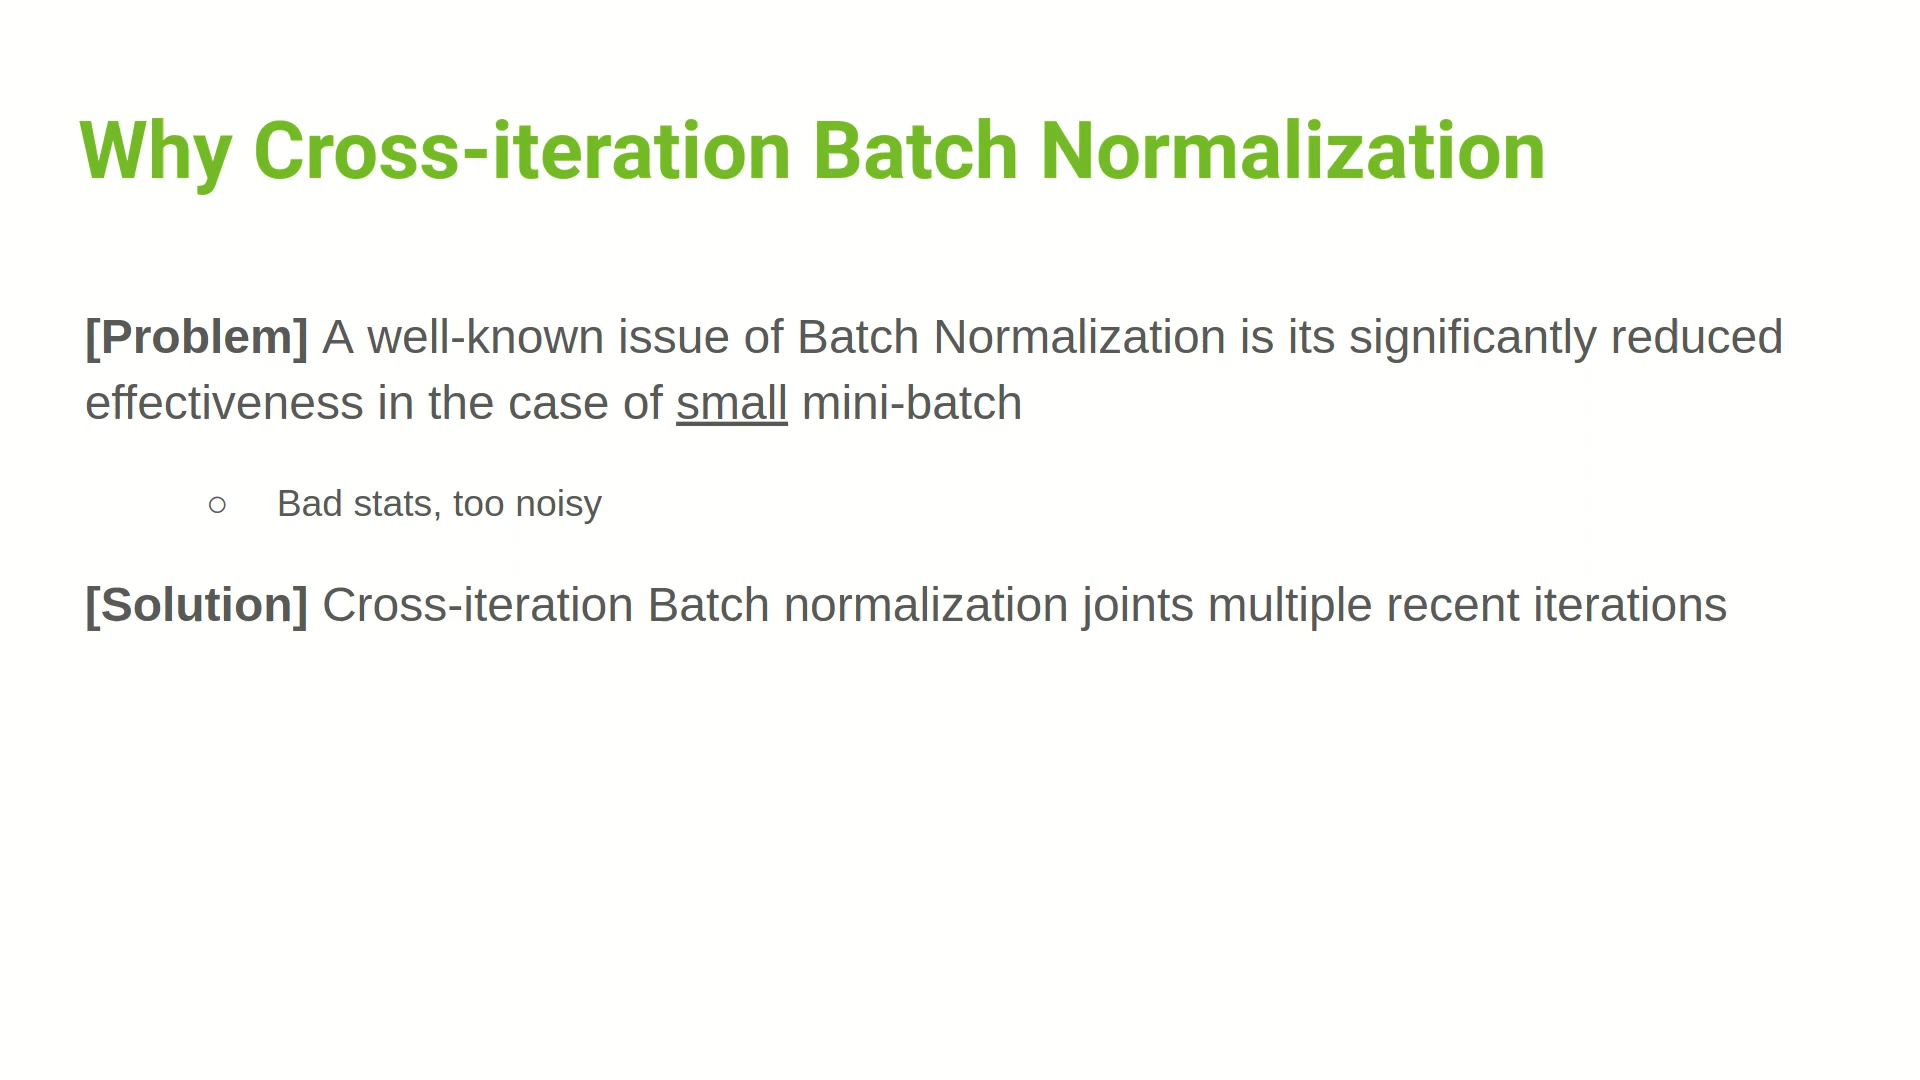 Why Cross-iteration Batch Normalization
[Problem] A well-known issue of Batch Normalization is its significantly reduced
effectiveness in the case of small mini-batch
○ Bad stats, too noisy
[Solution] Cross-iteration Batch normalization joints multiple recent iterations